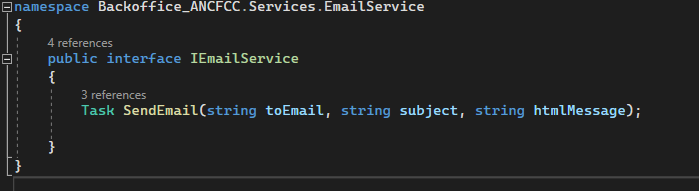 namespace Backoffice_ANCFCC.Services.EmailService
{
4 references
public interface IEmailService
{
3 references
Task SendEmail(string toEmail, string subject, string htmlMessage);
}
}